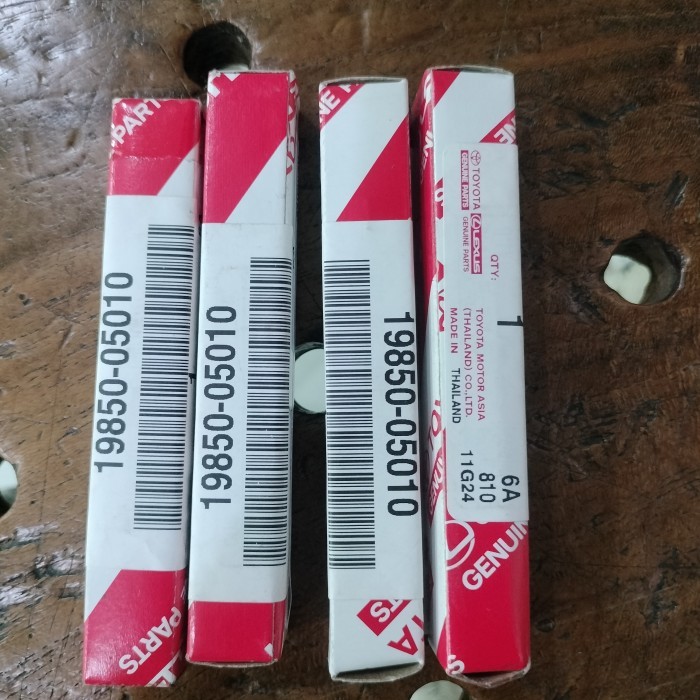 PARTS
19850-05010
PARTS
19850-05010
19850-05010
TOYOTA
GENUINE PARTS
LEXUS
GENUINE PARTS
QTY:
1
TOYOTA MOTOR ASIA
(THAILAND) CO.,LTD.
MADE IN THAILAND
6A
810
11G24
GENUIN